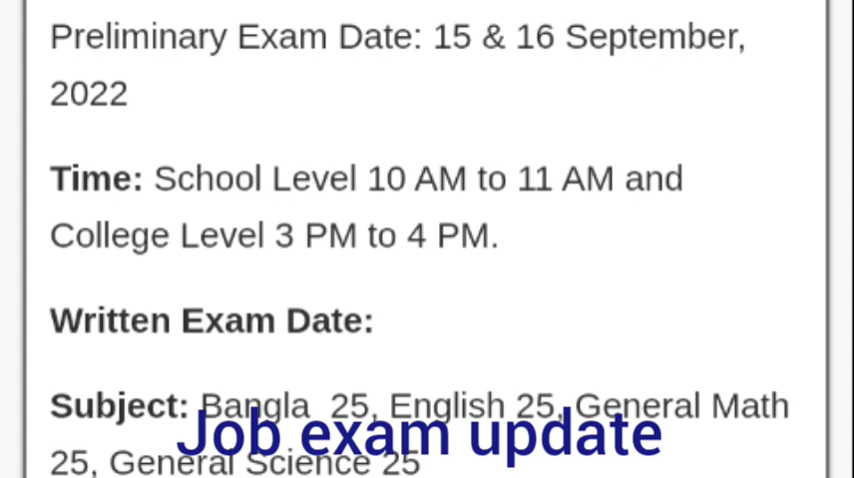 Preliminary Exam Date: 15 & 16 September,
2022
Time: School Level 10 AM to 11 AM and
College Level 3 PM to 4 PM.
Written Exam Date:
Subject: Bangla  25, English 25, General Math
25, General Science 25
Job exam update